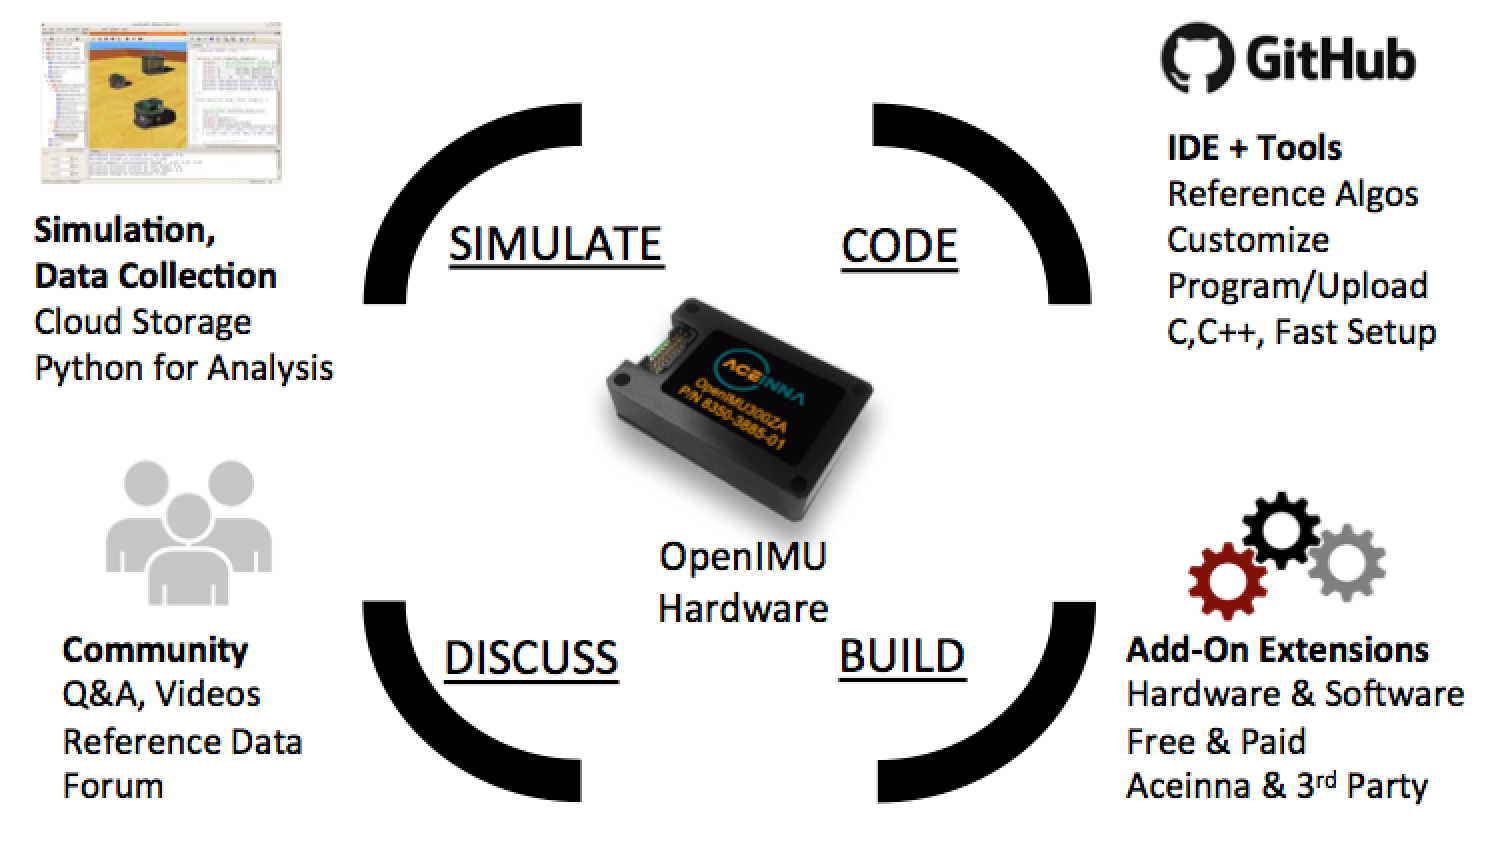 Simulation,
Data Collection
Cloud Storage
Python for Analysis
SIMULATE
CODE
GitHub
IDE + Tools
Reference Algos
Customize
Program/Upload
C,C++, Fast Setup
ACEINNA
OpenIMU300ZA
P/N 8350-3885-01
OpenIMU
Hardware
Community
Q&A, Videos
Reference Data
Forum
DISCUSS
BUILD
Add-On Extensions
Hardware & Software
Free & Paid
Aceinna & 3rd Party